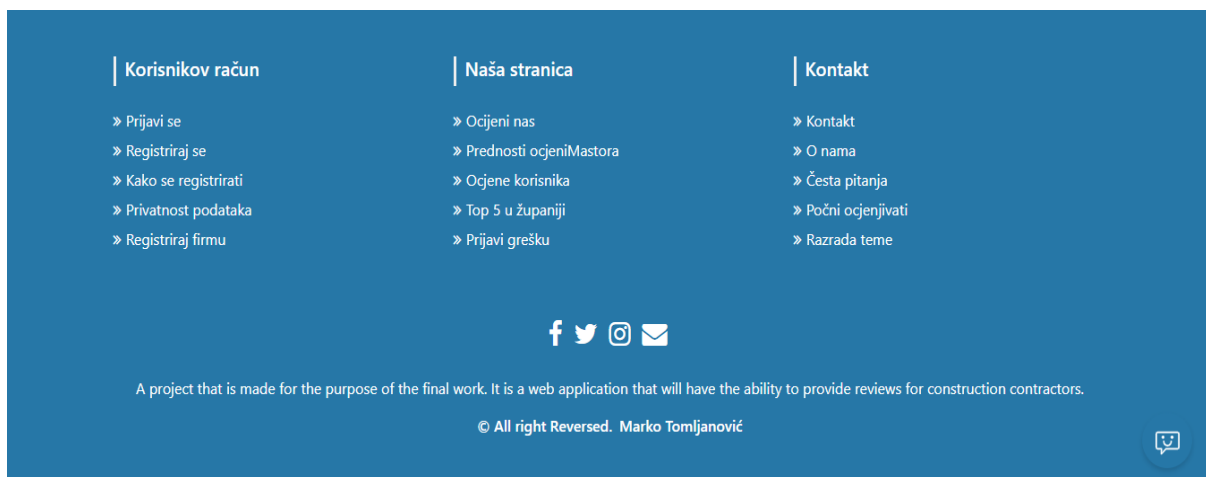 Korisnikov račun
» Prijavi se
» Registriraj se
» Kako se registrirati
» Privatnost podataka
» Registriraj firmu
Naša stranica
» Ocijeni nas
» Prednosti ocjeniMastora
» Ocjene korisnika
» Top 5 u županiji
» Prijavi grešku
Kontakt
» Kontakt
» O nama
» Česta pitanja
» Počni ocjenjivati
» Razrada teme
A project that is made for the purpose of the final work. It is a web application that will have the ability to provide reviews for construction contractors.
© All right Reversed. Marko Tomljanović